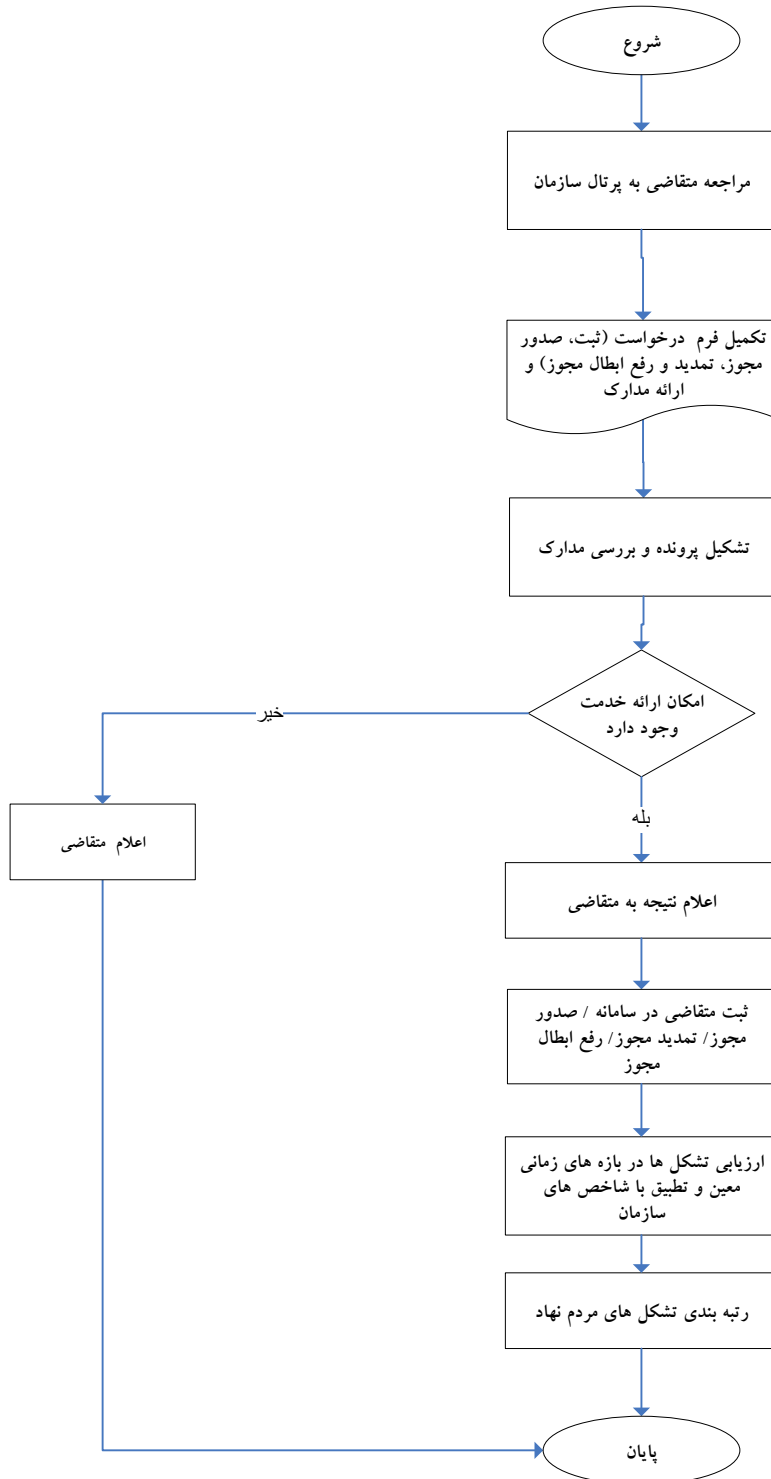 شروع
مراجعه متقاضی به پرتال سازمان
تکمیل فرم درخواست (ثبت، صدور
مجوز، تمدید و رفع ابطال مجوز) و
ارائه مدارک
تشکیل پرونده و بررسی مدارک
امکان ارائه خدمت
وجود دارد
خیر
بله
اعلام متقاضی
اعلام نتیجه به متقاضی
ثبت متقاضی در سامانه / صدور
مجوز/ تمدید مجوز/ رفع ابطال
مجوز
ارزیابی تشکل ها در بازه های زمانی
معین و تطبیق با شاخص های
سازمان
رتبه بندی تشکل های مردم نهاد
پایان